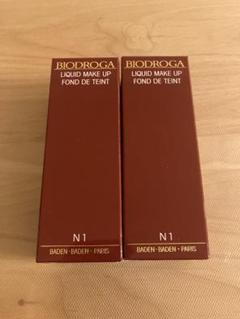 BIODROGA
LIQUID MAKE UP
FOND DE TEINT
N 1
BADEN-BADEN • PARIS
BIODROGA
LIQUID MAKE UP
FOND DE TEINT
N 1
BADEN-BADEN • PARIS